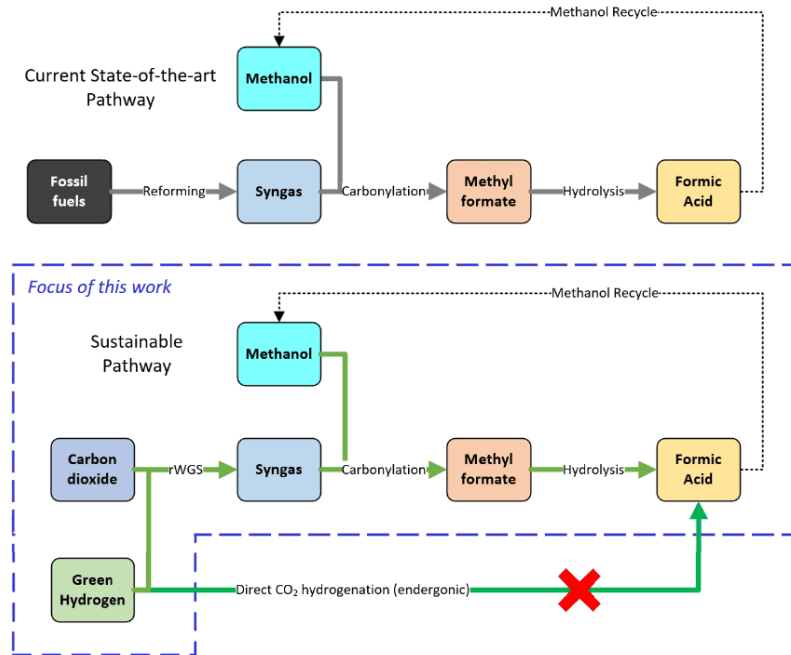 Methanol Recycle
Current State-of-the-art
Pathway
Methanol
Fossil
fuels
Reforming
Syngas
Carbonylation
Methyl
formate
Hydrolysis
Formic
Acid
Focus of this work
Methanol Recycle
Sustainable
Pathway
Methanol
Carbon
dioxide
rWGS
Syngas
Carbonylation
Methyl
formate
Hydrolysis
Formic
Acid
Green
Hydrogen
Direct CO₂ hydrogenation (endergonic)